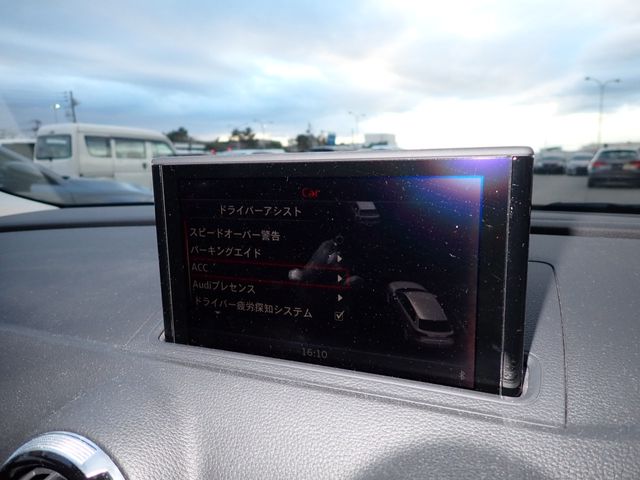 Car
ドライバーアシスト
スピードオーバー警告
パーキングエイド
ACC
Audiプレセンス
ドライバー疲労探知システム
16:10